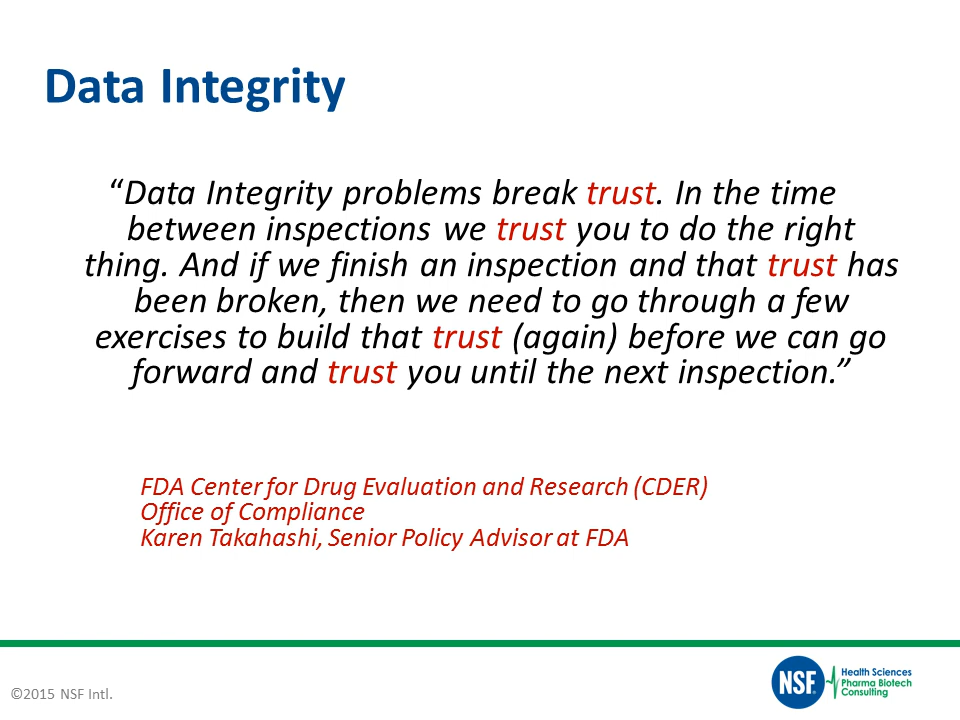 Data Integrity
“Data Integrity problems break trust. In the time
between inspections we trust you to do the right
thing. And if we finish an inspection and that trust has
been broken, then we need to go through a few
exercises to build that trust (again) before we can go
forward and trust you until the next inspection.”
FDA Center for Drug Evaluation and Research (CDER)
Office of Compliance
Karen Takahashi, Senior Policy Advisor at FDA
©2015 NSF Intl.
NSF.
Health Sciences
Pharma Biotech
Consulting